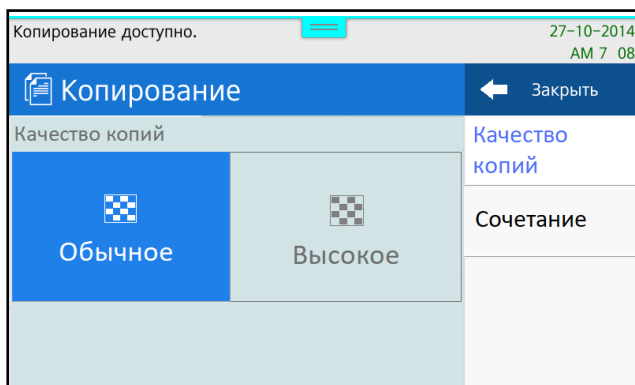 Копирование доступно.
27-10-2014
AM 7 08
Копирование
Закрыть
Качество копий
Обычное
Высокое
Качество
копий
Сочетание